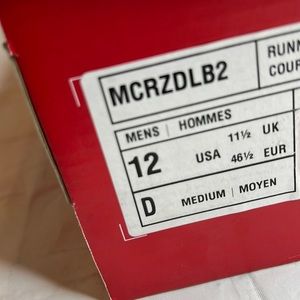 MCRZDLB2
RUNN
COUR
MENS | HOMMES
12 USA 11½ UK
46½ EUR
D MEDIUM | MOYEN